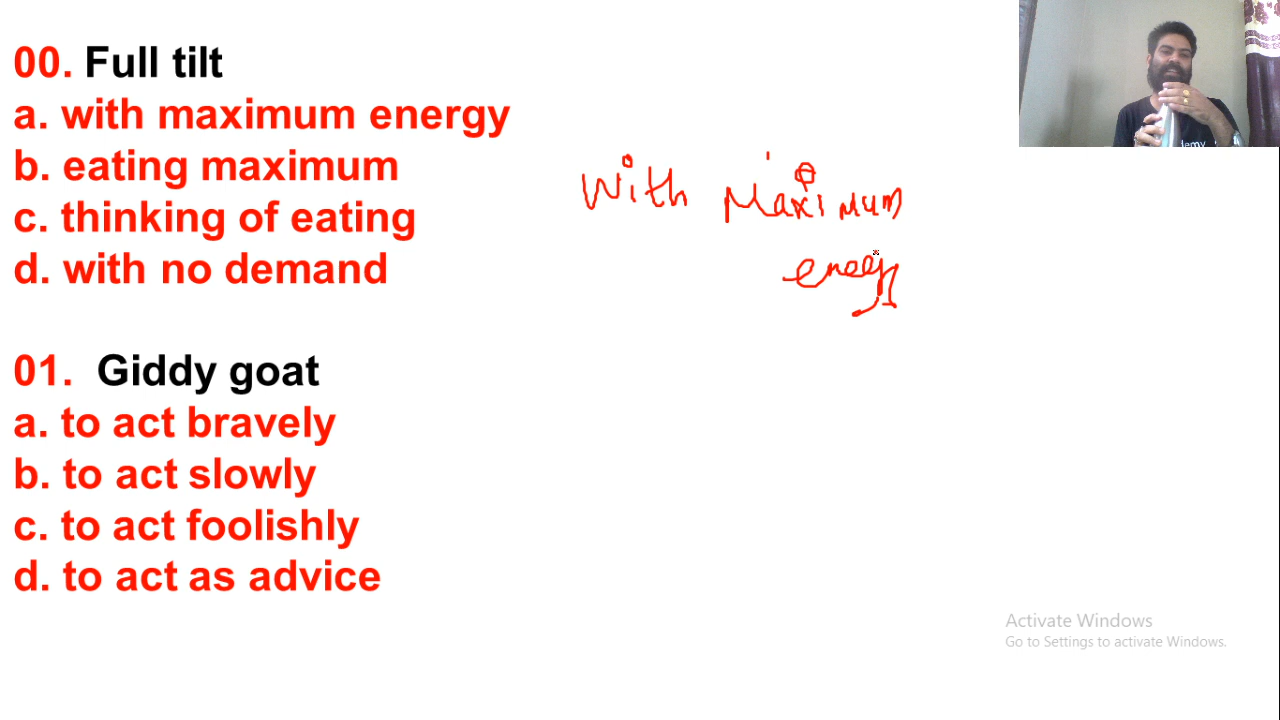 00. Full tilt
a. with maximum energy
b. eating maximum
c. thinking of eating
d. with no demand
With Maximum
energy
01. Giddy goat
a. to act bravely
b. to act slowly
c. to act foolishly
d. to act as advice
Activate Windows
Go to Settings to activate Windows.